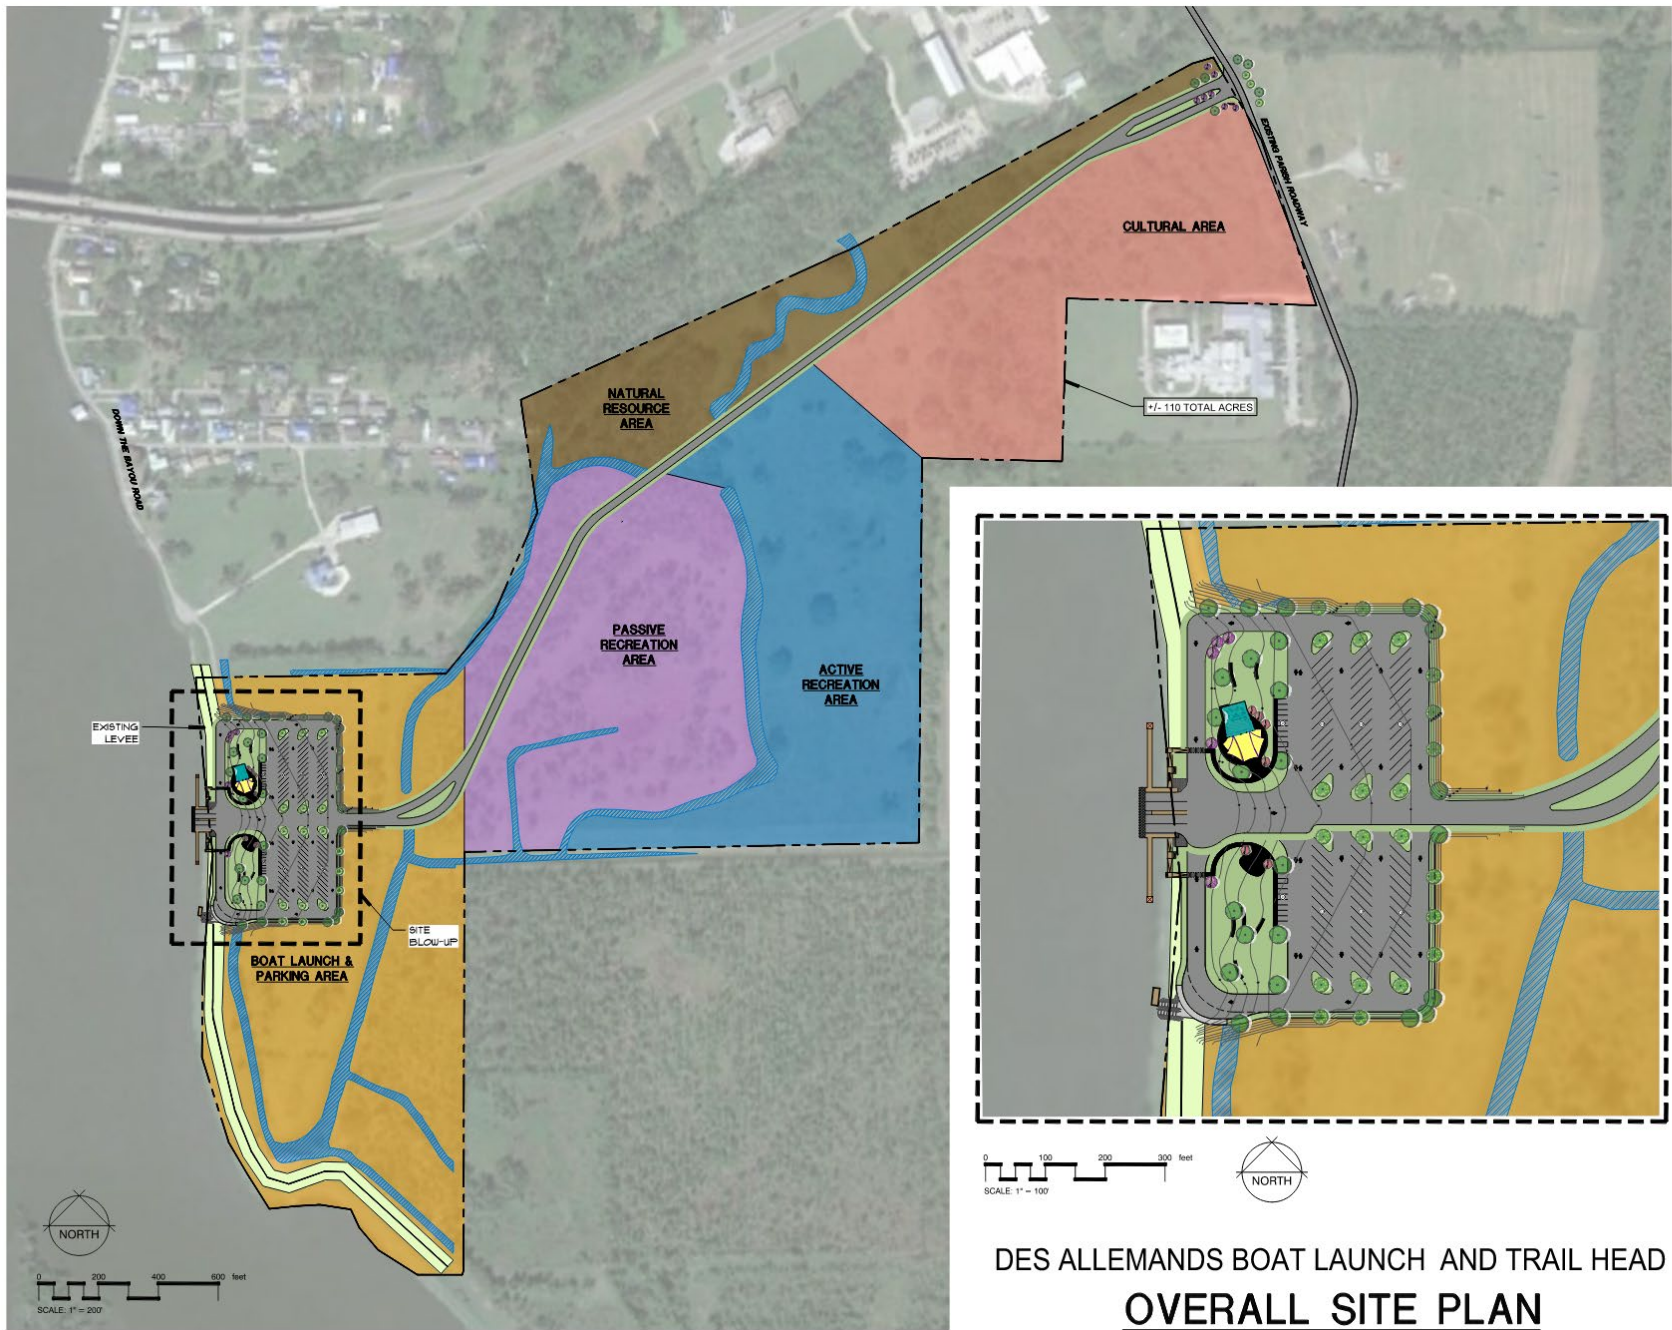 EXISTING PARISH ROADWAY
CULTURAL AREA
+/- 110 TOTAL ACRES
NATURAL
RESOURCE
AREA
DOWN THE BAYOU ROAD
PASSIVE
RECREATION
AREA
ACTIVE
RECREATION
AREA
EXISTING
LEVEE
SITE
BLOW-UP
BOAT LAUNCH &
PARKING AREA
NORTH
0 200 400 600 feet
SCALE: 1" = 200'
0 100 200 300 feet
SCALE: 1" = 100'
NORTH
DES ALLEMANDS BOAT LAUNCH AND TRAIL HEAD
OVERALL SITE PLAN